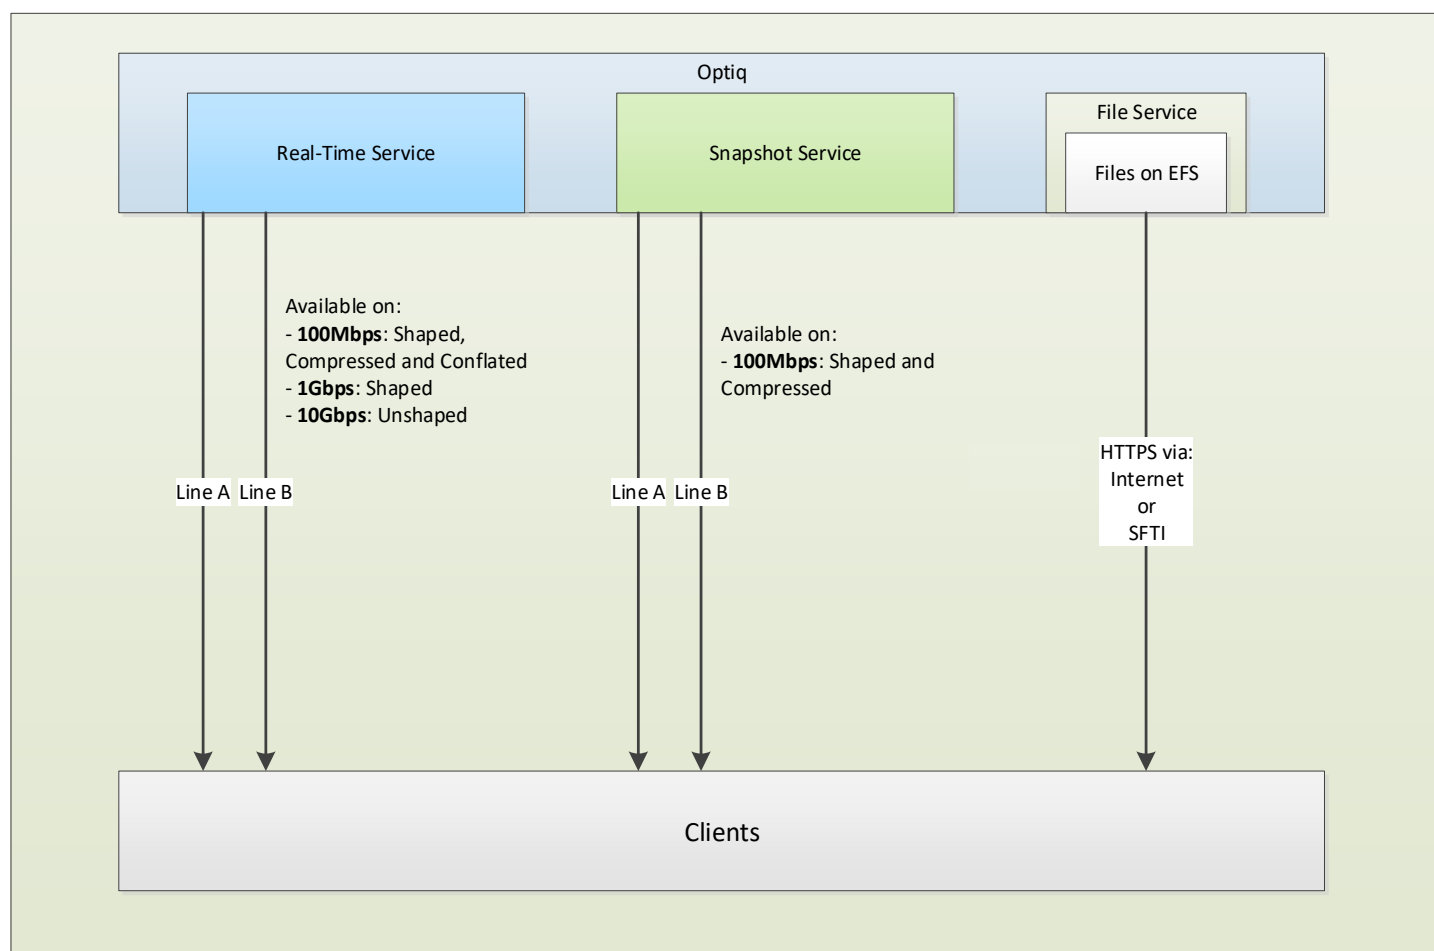 Optiq
Real-Time Service
Snapshot Service
File Service
Files on EFS
Available on:
- 100Mbps: Shaped,
Compressed and Conflated
- 1Gbps: Shaped
- 10Gbps: Unshaped
Available on:
- 100Mbps: Shaped and
Compressed
HTTPS via:
Internet
or
SFTI
Line A
Line B
Line A
Line B
Clients